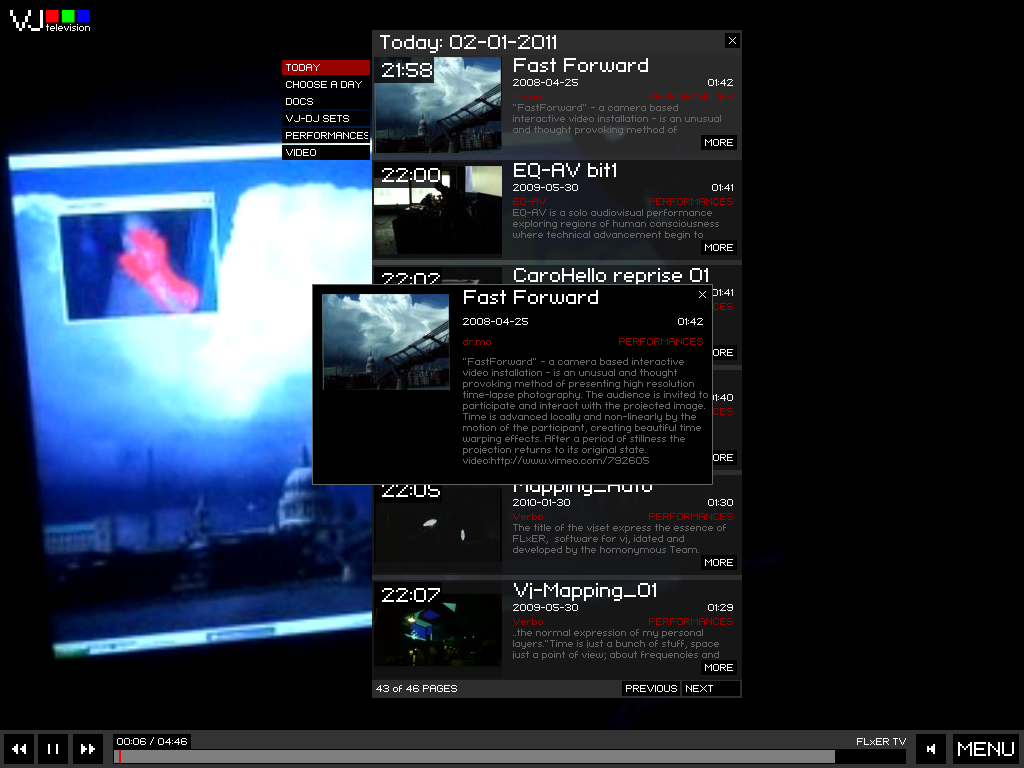 VJ
television
Today: 02-01-2011
TODAY
CHOOSE A DAY
DOCS
VJ-DJ SETS
PERFORMANCES
VIDEO
21:58
Fast Forward
2008-04-25 01:42
dr.mo PERFORMANCES
"FastForward" - a camera based
interactive video installation - is an unusual
and thought provoking method of
MORE
22:00
EQ-AV bit1
2009-05-30 01:41
EQ-AV PERFORMANCES
EQ-AV is a solo audiovisual performance
exploring regions of human consciousness
where technical advancement begin to
MORE
22:02
CaroHello reprise 01
01:41
Fast Forward
2008-04-25 01:42
dr.mo PERFORMANCES
"FastForward" - a camera based interactive
video installation - is an unusual and thought
provoking method of presenting high resolution
time-lapse photography. The audience is invited to
participate and interact with the projected image.
Time is advanced locally and non-linearly by the
motion of the participant, creating beautiful time
warping effects. After a period of stillness the
projection returns to its original state.
video:http://www.vimeo.com/792605
01:40
22:05
Mapping_Auto
2010-01-30 01:30
Verbo PERFORMANCES
The title of the vjset express the essence of
FLxER, software for vj, idated and
developed by the homonymous Team.
MORE
22:07
Vj-Mapping_01
2009-05-30 01:29
Verbo PERFORMANCES
..the normal expression of my personal
layers."Time is just a bunch of stuff, space
just a point of view; about frequencies and
MORE
43 of 46 PAGES PREVIOUS NEXT
00:06 / 04:46 FLxER TV
MENU